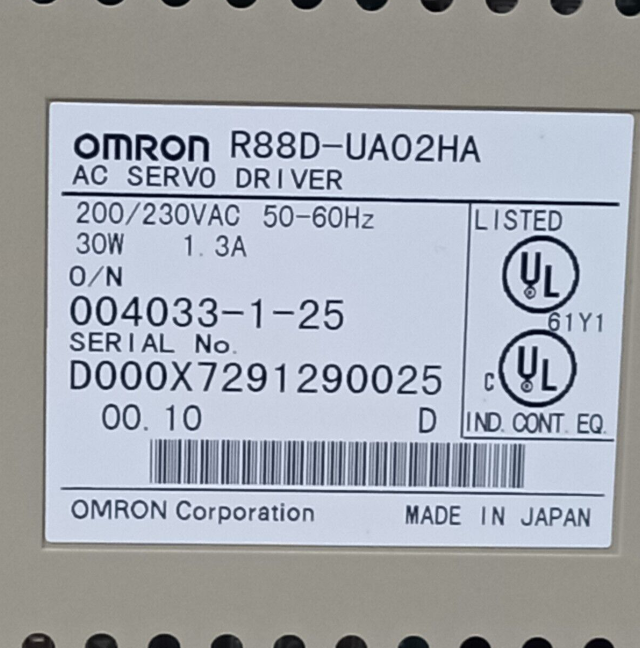 OMRON R88D-UA02HA
AC SERVO DRIVER
200/230VAC 50-60Hz
30W 1.3A
O/N
004033-1-25
SERIAL No.
D000X7291290025
00.10 D
LISTED
UL
61Y1
C UL
IND. CONT. EQ.
OMRON Corporation MADE IN JAPAN